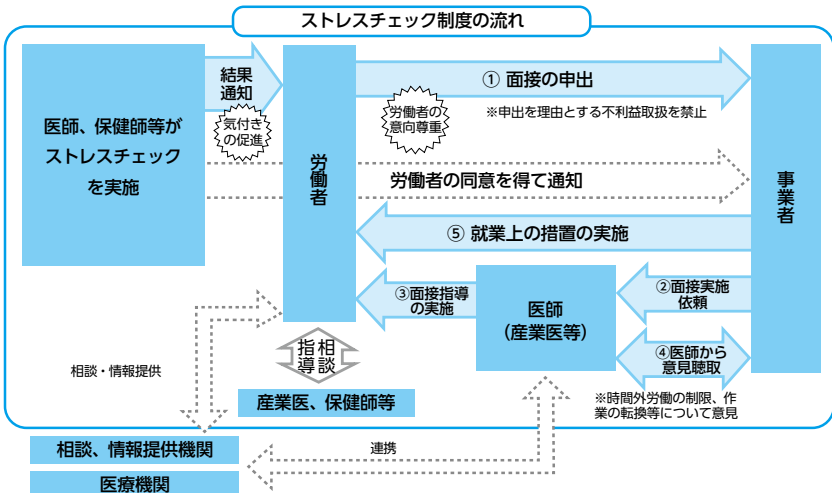 ストレスチェック制度の流れ
医師、保健師等が
ストレスチェック
を実施
結果
通知
気付き
の促進
労働者
① 面接の申出
労働者の
意向尊重
※申出を理由とする不利益取扱を禁止
労働者の同意を得て通知
事業者
⑤ 就業上の措置の実施
③面接指導
の実施
医師
（産業医等）
②面接実施
依頼
④医師から
意見聴取
※時間外労働の制限、作
業の転換等について意見
相談
指導
産業医、保健師等
相談・情報提供
相談、情報提供機関
医療機関
連携